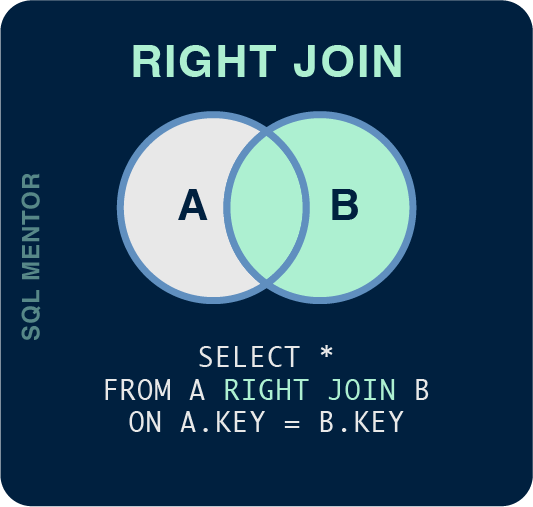 RIGHT JOIN
A
B
SQL MENTOR
SELECT *
FROM A RIGHT JOIN B
ON A.KEY = B.KEY